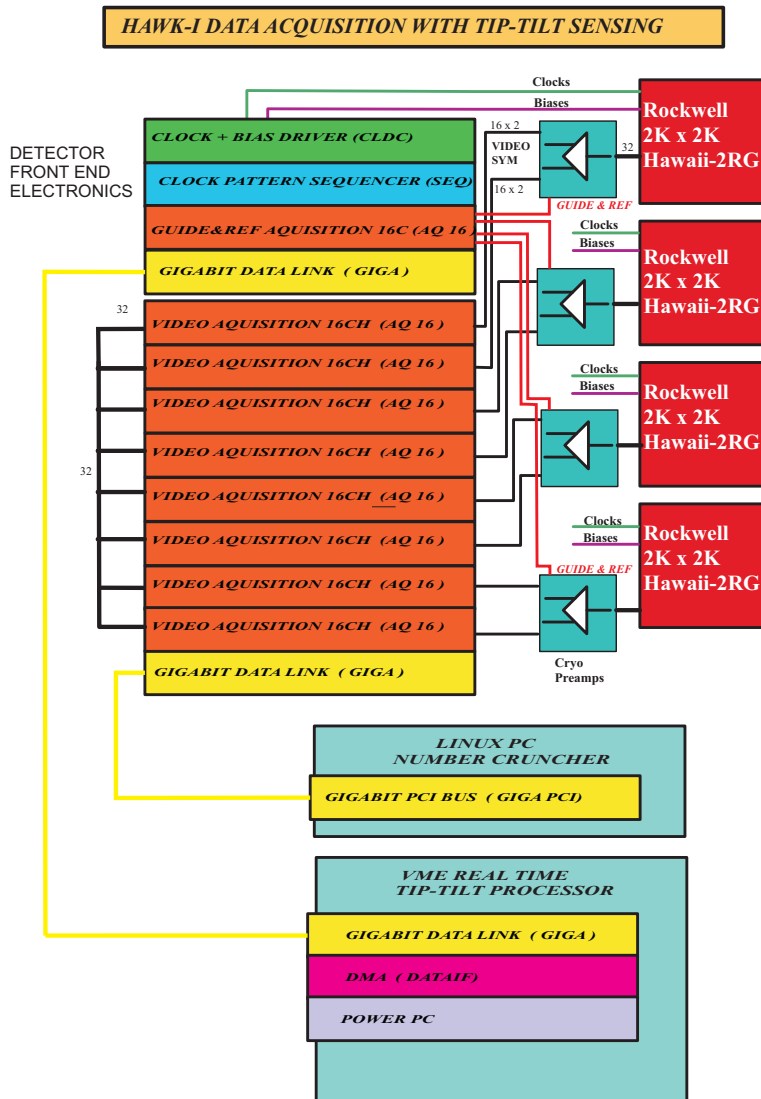 HAWK-I DATA ACQUISITION WITH TIP-TILT SENSING
Clocks
Biases
Rockwell
2K x 2K
Hawaii-2RG
DETECTOR
FRONT END
ELECTRONICS
CLOCK + BIAS DRIVER (CLDC)
CLOCK PATTERN SEQUENCER (SEQ)
GUIDE&REF AQUISITION 16C (AQ 16 )
GIGABIT DATA LINK ( GIGA )
16 x 2
VIDEO
SYM
16 x 2
32
GUIDE & REF
Clocks
Biases
Rockwell
2K x 2K
Hawaii-2RG
32
VIDEO AQUISITION 16CH (AQ 16 )
VIDEO AQUISITION 16CH (AQ 16 )
VIDEO AQUISITION 16CH (AQ 16 )
VIDEO AQUISITION 16CH (AQ 16 )
VIDEO AQUISITION 16CH (AQ 16 )
VIDEO AQUISITION 16CH (AQ 16 )
VIDEO AQUISITION 16CH (AQ 16 )
VIDEO AQUISITION 16CH (AQ 16 )
GIGABIT DATA LINK ( GIGA )
32
Clocks
Biases
Rockwell
2K x 2K
Hawaii-2RG
Clocks
Biases
Rockwell
2K x 2K
Hawaii-2RG
GUIDE & REF
Cryo
Preamps
LINUX PC
NUMBER CRUNCHER
GIGABIT PCI BUS ( GIGA PCI)
VME REAL TIME
TIP-TILT PROCESSOR
GIGABIT DATA LINK ( GIGA )
DMA ( DATAIF)
POWER PC